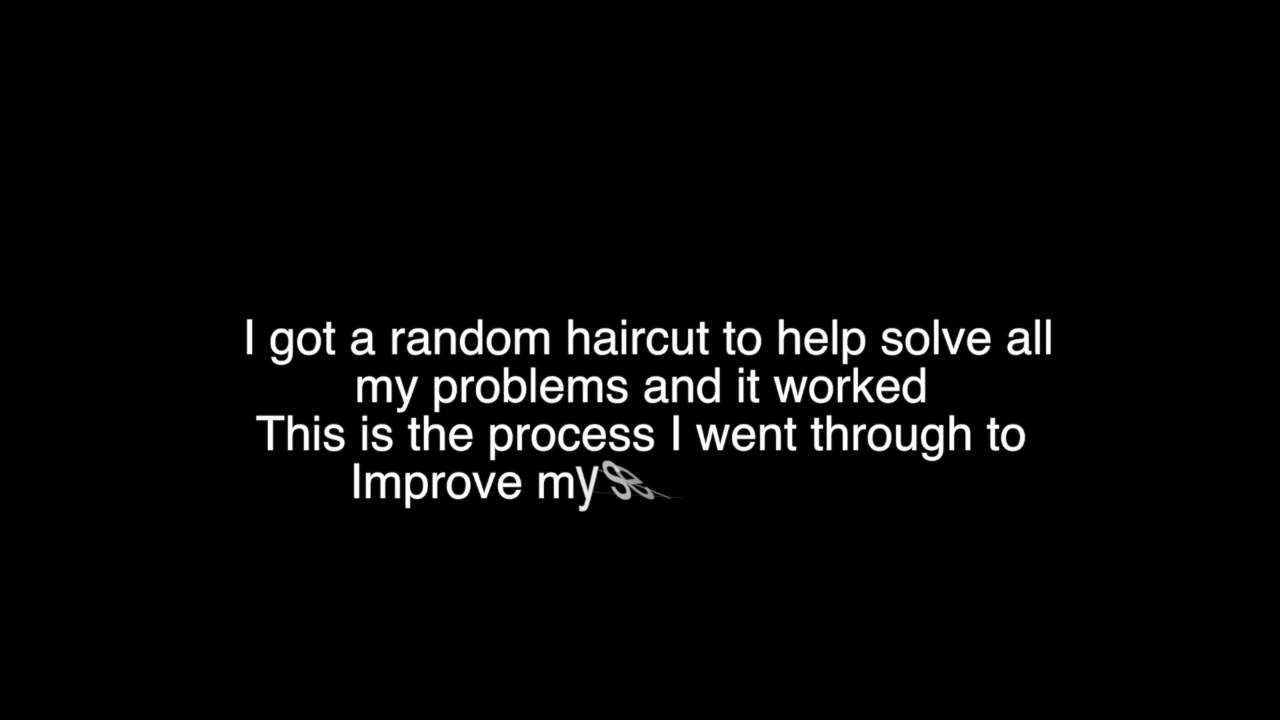 I got a random haircut to help solve all
my problems and it worked
This is the process I went through to
Improve my